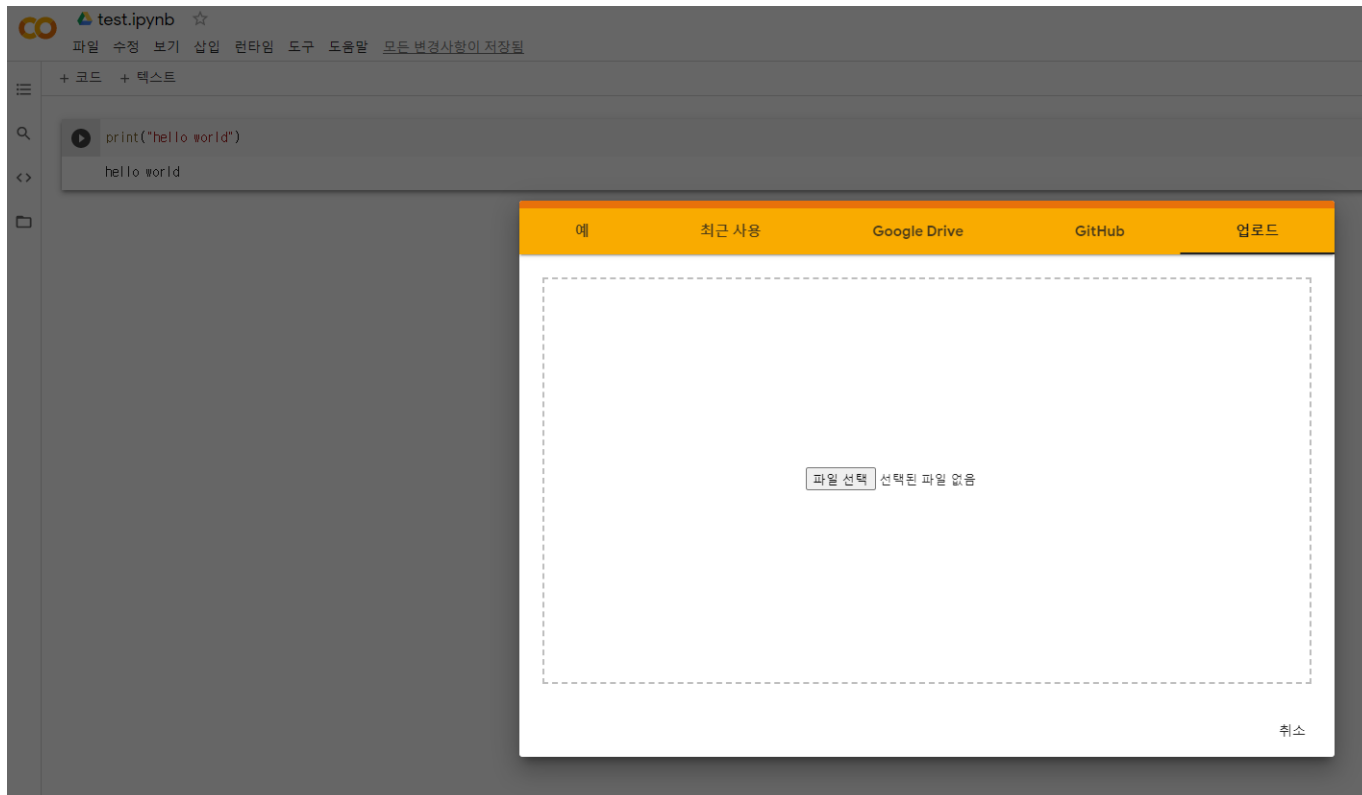 test.ipynb
파일 수정 보기 삽입 런타임 도구 도움말 모든 변경사항이 저장됨
+ 코드 + 텍스트
print("hello world")
hello world
예 최근 사용 Google Drive GitHub 업로드
파일 선택 선택된 파일 없음
취소